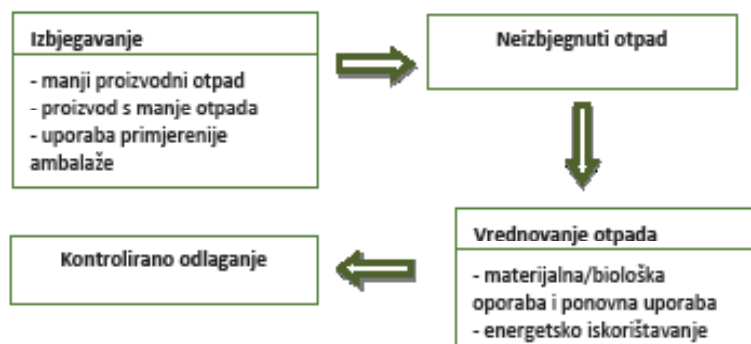 Izbjegavanje
- manji proizvodni otpad
- proizvod s manje otpada
- uporaba primjerenije
ambalaže
Neizbjegnuti otpad
Vrednovanje otpada
- materijalna/biološka
oporaba i ponovna uporaba
- energetsko iskorištavanje
Kontrolirano odlaganje